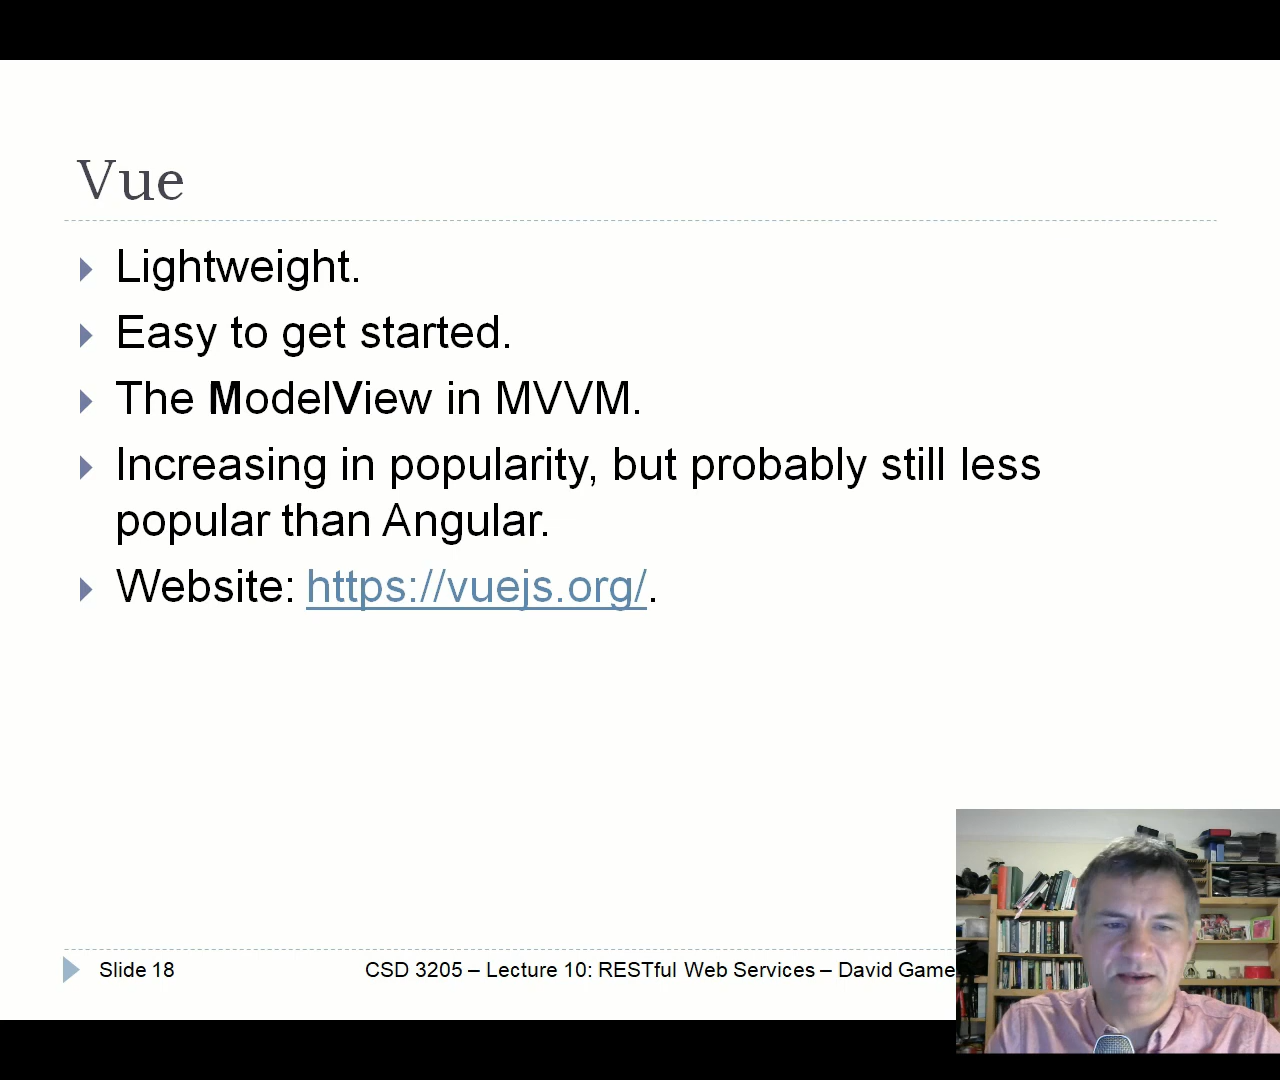 Vue
Lightweight.
Easy to get started.
The ModelView in MVVM.
Increasing in popularity, but probably still less
popular than Angular.
Website: https://vuejs.org/.
Slide 18
CSD 3205 – Lecture 10: RESTful Web Services – David Game